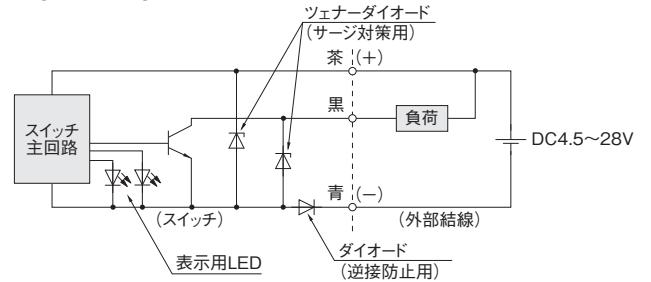 ツェナーダイオード
（サージ対策用）
茶（＋）
黒
スイッチ
主回路
負荷
DC4.5～28V
青（－）
（スイッチ）
（外部結線）
表示用LED
ダイオード
（逆接防止用）